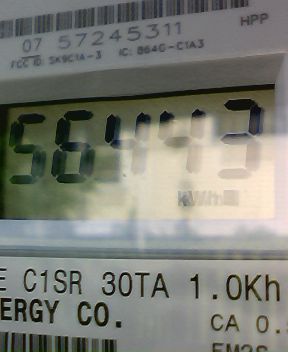 HPP
07 57245311
FCC ID: SK9C1A-3 IC: 864G-C1A3
56443
kWh
E C1SR 30TA 1.0Kh
ERGY CO.
CA 0.
EM2S